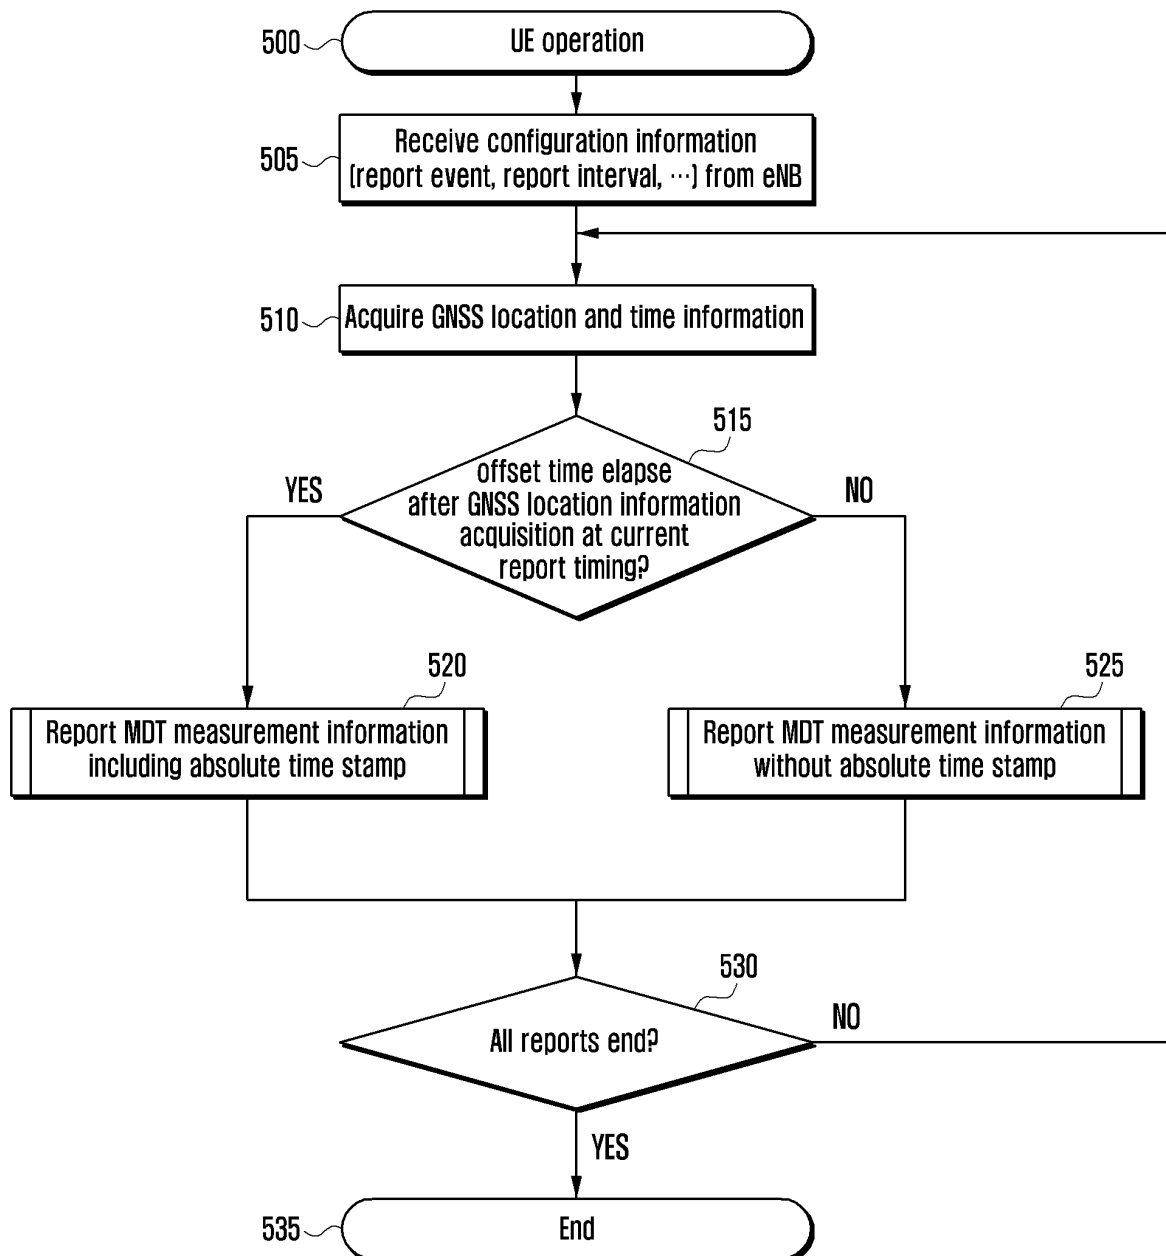 500
UE operation
505
Receive configuration information
(report event, report interval, ···) from eNB
510
Acquire GNSS location and time information
515
offset time elapse
after GNSS location information
acquisition at current
report timing?
YES
NO
520
Report MDT measurement information
including absolute time stamp
525
Report MDT measurement information
without absolute time stamp
530
All reports end?
NO
YES
535
End